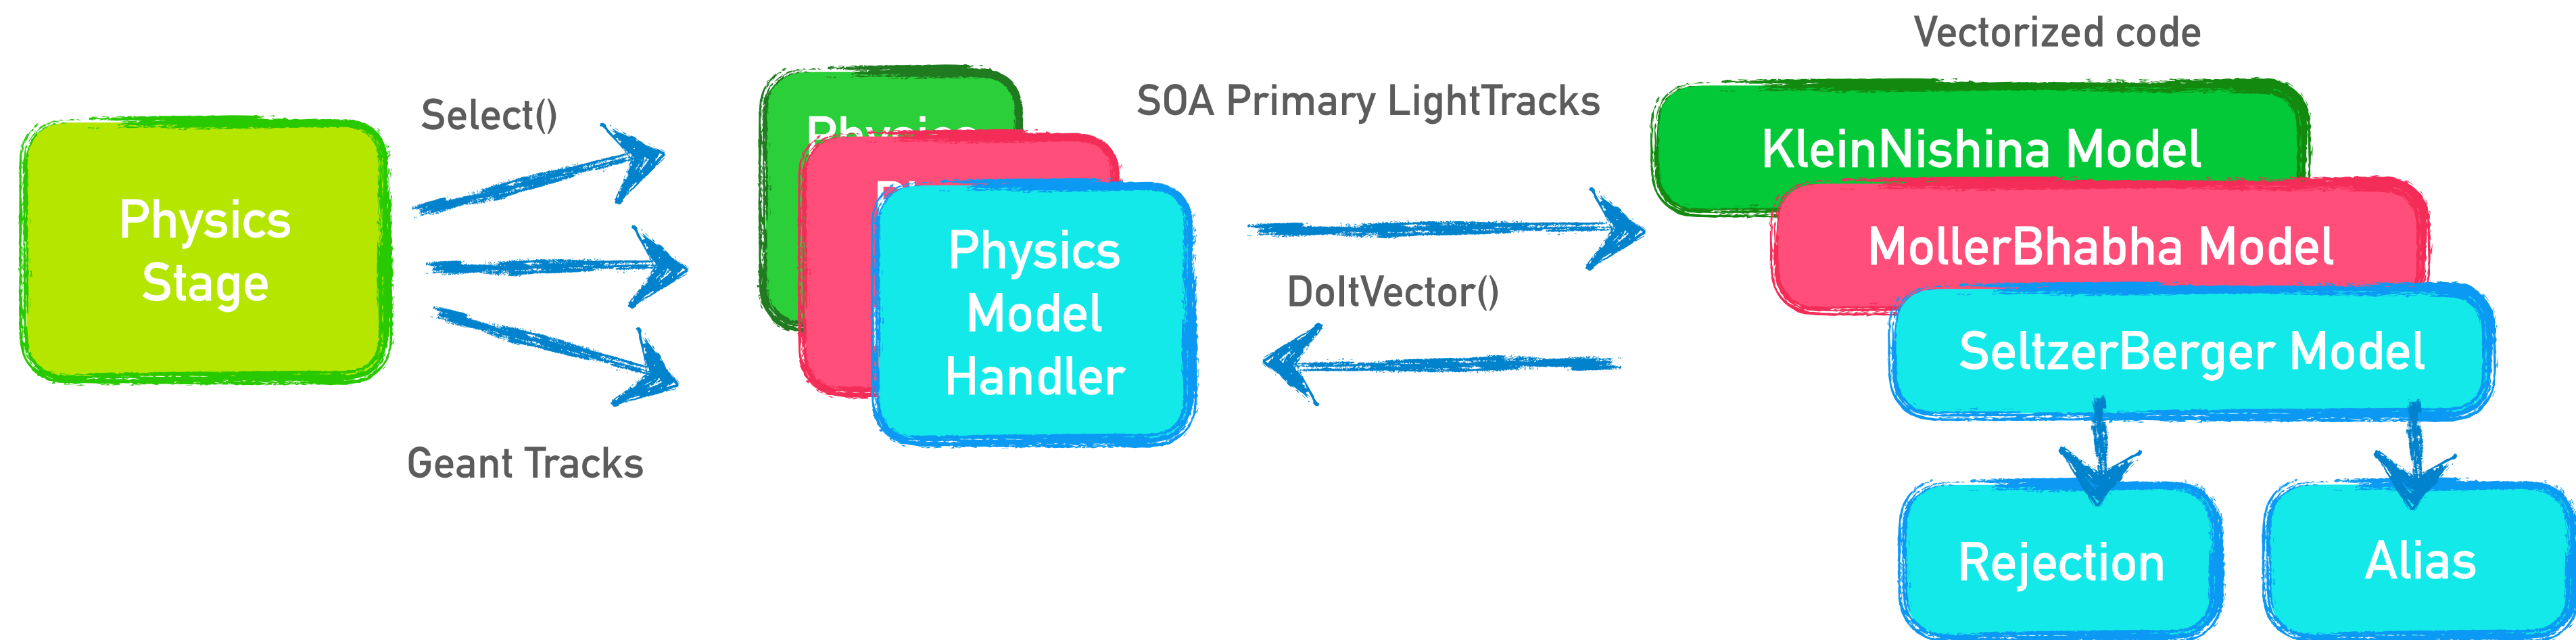 Vectorized code
Select()
SOA Primary LightTracks
Physics
Stage
Physics
Physics
Model
Handler
KleinNishina Model
MollerBhabha Model
DoItVector()
SeltzerBerger Model
Geant Tracks
Rejection
Alias